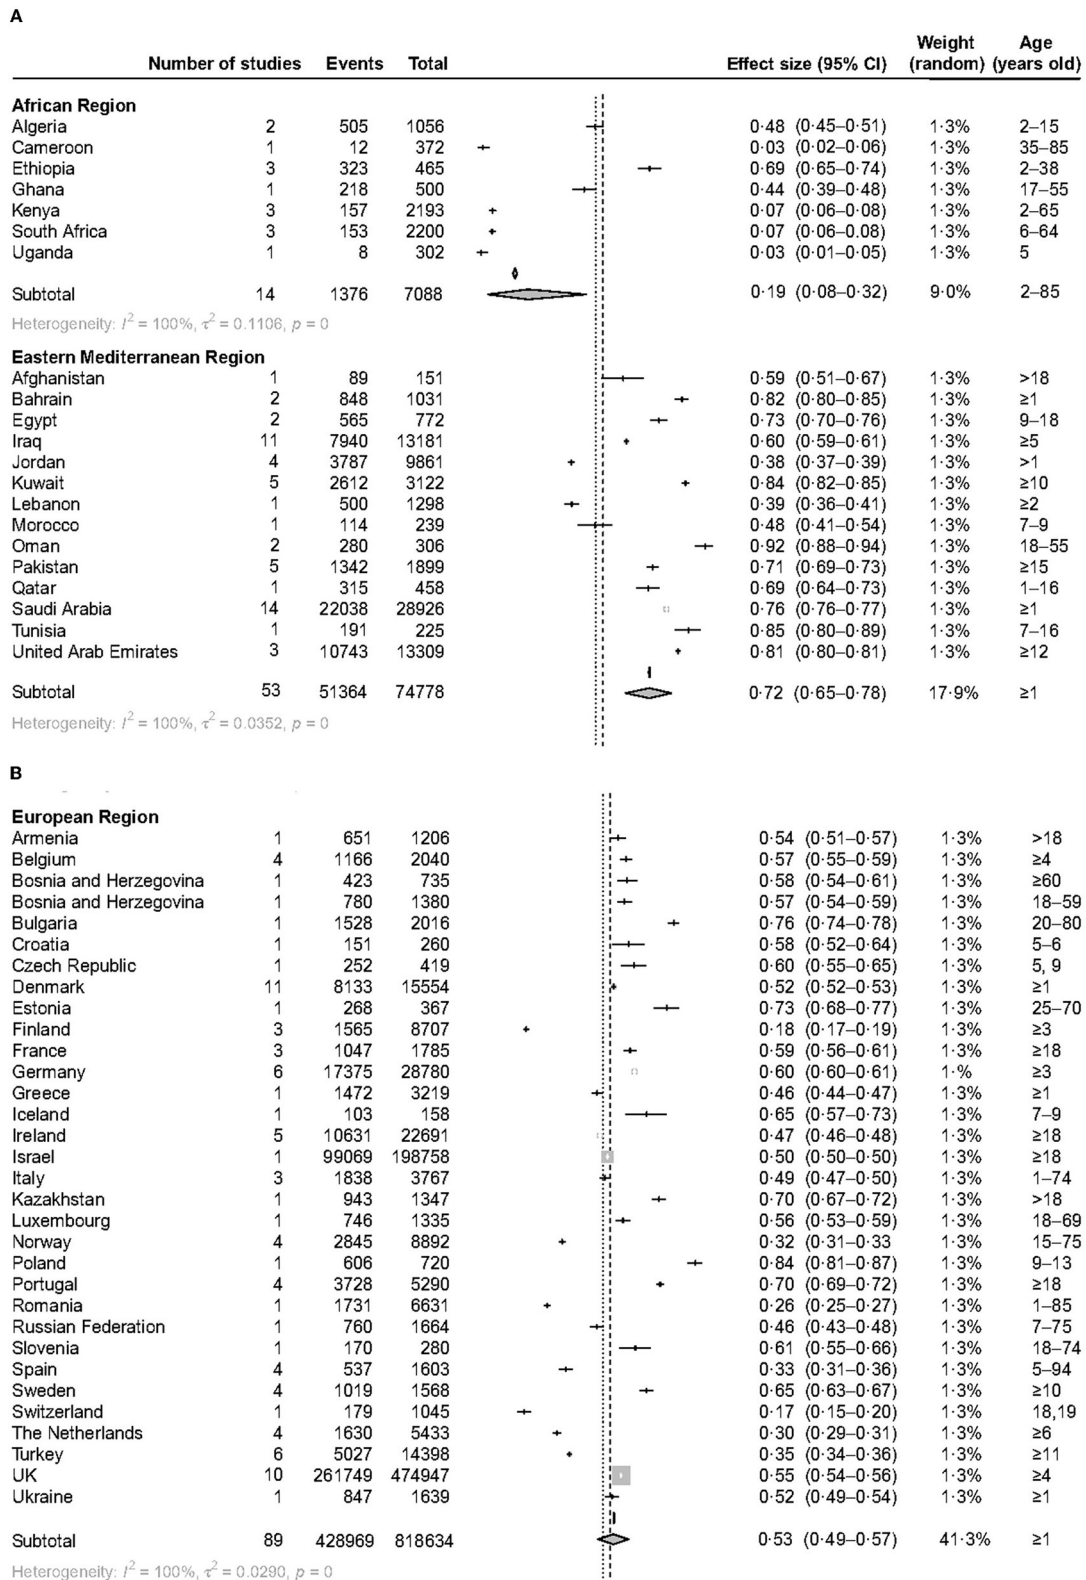 A
Number of studies Events Total Effect size (95% CI) Weight (random) Age (years old)
African Region
Algeria 2 505 1056 0·48 (0·45–0·51) 1·3% 2–15
Cameroon 1 12 372 0·03 (0·02–0·06) 1·3% 35–85
Ethiopia 3 323 465 0·69 (0·65–0·74) 1·3% 2–38
Ghana 1 218 500 0·44 (0·39–0·48) 1·3% 17–55
Kenya 3 157 2193 0·07 (0·06–0·08) 1·3% 2–65
South Africa 3 153 2200 0·07 (0·06–0.08) 1·3% 6–64
Uganda 1 8 302 0·03 (0·01–0·05) 1·3% 5
Subtotal 14 1376 7088 0·19 (0·08–0·32) 9·0% 2–85
Heterogeneity: I² = 100%, τ² = 0.1106, p = 0
Eastern Mediterranean Region
Afghanistan 1 89 151 0·59 (0·51–0·67) 1·3% >18
Bahrain 2 848 1031 0·82 (0·80–0·85) 1·3% ≥1
Egypt 2 565 772 0·73 (0·70–0·76) 1·3% 9–18
Iraq 11 7940 13181 0·60 (0·59–0·61) 1·3% ≥5
Jordan 4 3787 9861 0·38 (0·37–0·39) 1·3% >1
Kuwait 5 2612 3122 0·84 (0·82–0·85) 1·3% ≥10
Lebanon 1 500 1298 0·39 (0·36–0·41) 1·3% ≥2
Morocco 1 114 239 0·48 (0·41–0·54) 1·3% 7–9
Oman 2 280 306 0·92 (0·88–0·94) 1·3% 18–55
Pakistan 5 1342 1899 0·71 (0·69–0·73) 1·3% ≥15
Qatar 1 315 458 0·69 (0·64–0·73) 1·3% 1–16
Saudi Arabia 14 22038 28926 0·76 (0·76–0·77) 1·3% ≥1
Tunisia 1 191 225 0·85 (0·80–0·89) 1·3% 7–16
United Arab Emirates 3 10743 13309 0·81 (0·80–0·81) 1·3% ≥12
Subtotal 53 51364 74778 0·72 (0·65–0·78) 17·9% ≥1
Heterogeneity: I² = 100%, τ² = 0.0352, p = 0
B
European Region
Armenia 1 651 1206 0·54 (0·51–0·57) 1·3% >18
Belgium 4 1166 2040 0·57 (0·55–0·59) 1·3% ≥4
Bosnia and Herzegovina 1 423 735 0·58 (0·54–0·61) 1·3% ≥60
Bosnia and Herzegovina 1 780 1380 0·57 (0·54–0·59) 1·3% 18–59
Bulgaria 1 1528 2016 0·76 (0·74–0·78) 1·3% 20–80
Croatia 1 151 260 0·58 (0·52–0·64) 1·3% 5–6
Czech Republic 1 252 419 0·60 (0·55–0·65) 1·3% 5, 9
Denmark 11 8133 15554 0·52 (0·52–0·53) 1·3% ≥1
Estonia 1 268 367 0·73 (0·68–0·77) 1·3% 25–70
Finland 3 1565 8707 0·18 (0·17–0·19) 1·3% ≥3
France 3 1047 1785 0·59 (0·56–0·61) 1·3% ≥18
Germany 6 17375 28780 0·60 (0·60–0·61) 1·% ≥3
Greece 1 1472 3219 0·46 (0·44–0·47) 1·3% ≥1
Iceland 1 103 158 0·65 (0·57–0·73) 1·3% 7–9
Ireland 5 10631 22691 0·47 (0·46–0·48) 1·3% ≥18
Israel 1 99069 198758 0·50 (0·50–0·50) 1·3% ≥18
Italy 3 1838 3767 0·49 (0·47–0·50) 1·3% 1–74
Kazakhstan 1 943 1347 0·70 (0·67–0·72) 1·3% >18
Luxembourg 1 746 1335 0·56 (0·53–0·59) 1·3% 18–69
Norway 4 2845 8892 0·32 (0·31–0·33 1·3% 15–75
Poland 1 606 720 0·84 (0·81–0·87) 1·3% 9–13
Portugal 4 3728 5290 0·70 (0·69–0·72) 1·3% ≥18
Romania 1 1731 6631 0·26 (0·25–0·27) 1·3% 1–85
Russian Federation 1 760 1664 0·46 (0·43–0·48) 1·3% 7–75
Slovenia 1 170 280 0·61 (0·55–0·66) 1·3% 18–74
Spain 4 537 1603 0·33 (0·31–0·36) 1·3% 5–94
Sweden 4 1019 1568 0·65 (0·63–0·67) 1·3% ≥10
Switzerland 1 179 1045 0·17 (0·15–0·20) 1·3% 18,19
The Netherlands 4 1630 5433 0·30 (0·29–0·31) 1·3% ≥6
Turkey 6 5027 14398 0·35 (0·34–0·36) 1·3% ≥11
UK 10 261749 474947 0·55 (0·54–0·56) 1·3% ≥4
Ukraine 1 847 1639 0·52 (0·49–0·54) 1·3% ≥1
Subtotal 89 428969 818634 0·53 (0·49–0·57) 41·3% ≥1
Heterogeneity: I² = 100%, τ² = 0.0290, p = 0